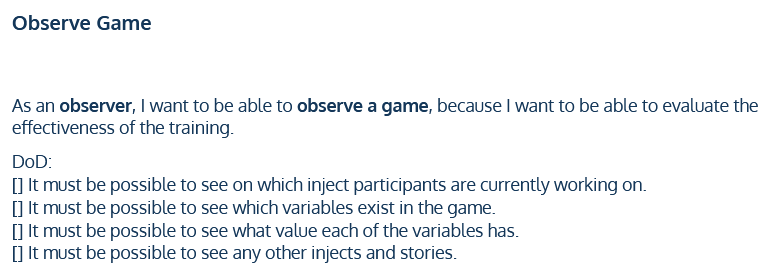 Observe Game
As an observer, I want to be able to observe a game, because I want to be able to evaluate the
effectiveness of the training.
DoD:
[] It must be possible to see on which inject participants are currently working on.
[] It must be possible to see which variables exist in the game.
[] It must be possible to see what value each of the variables has.
[] It must be possible to see any other injects and stories.